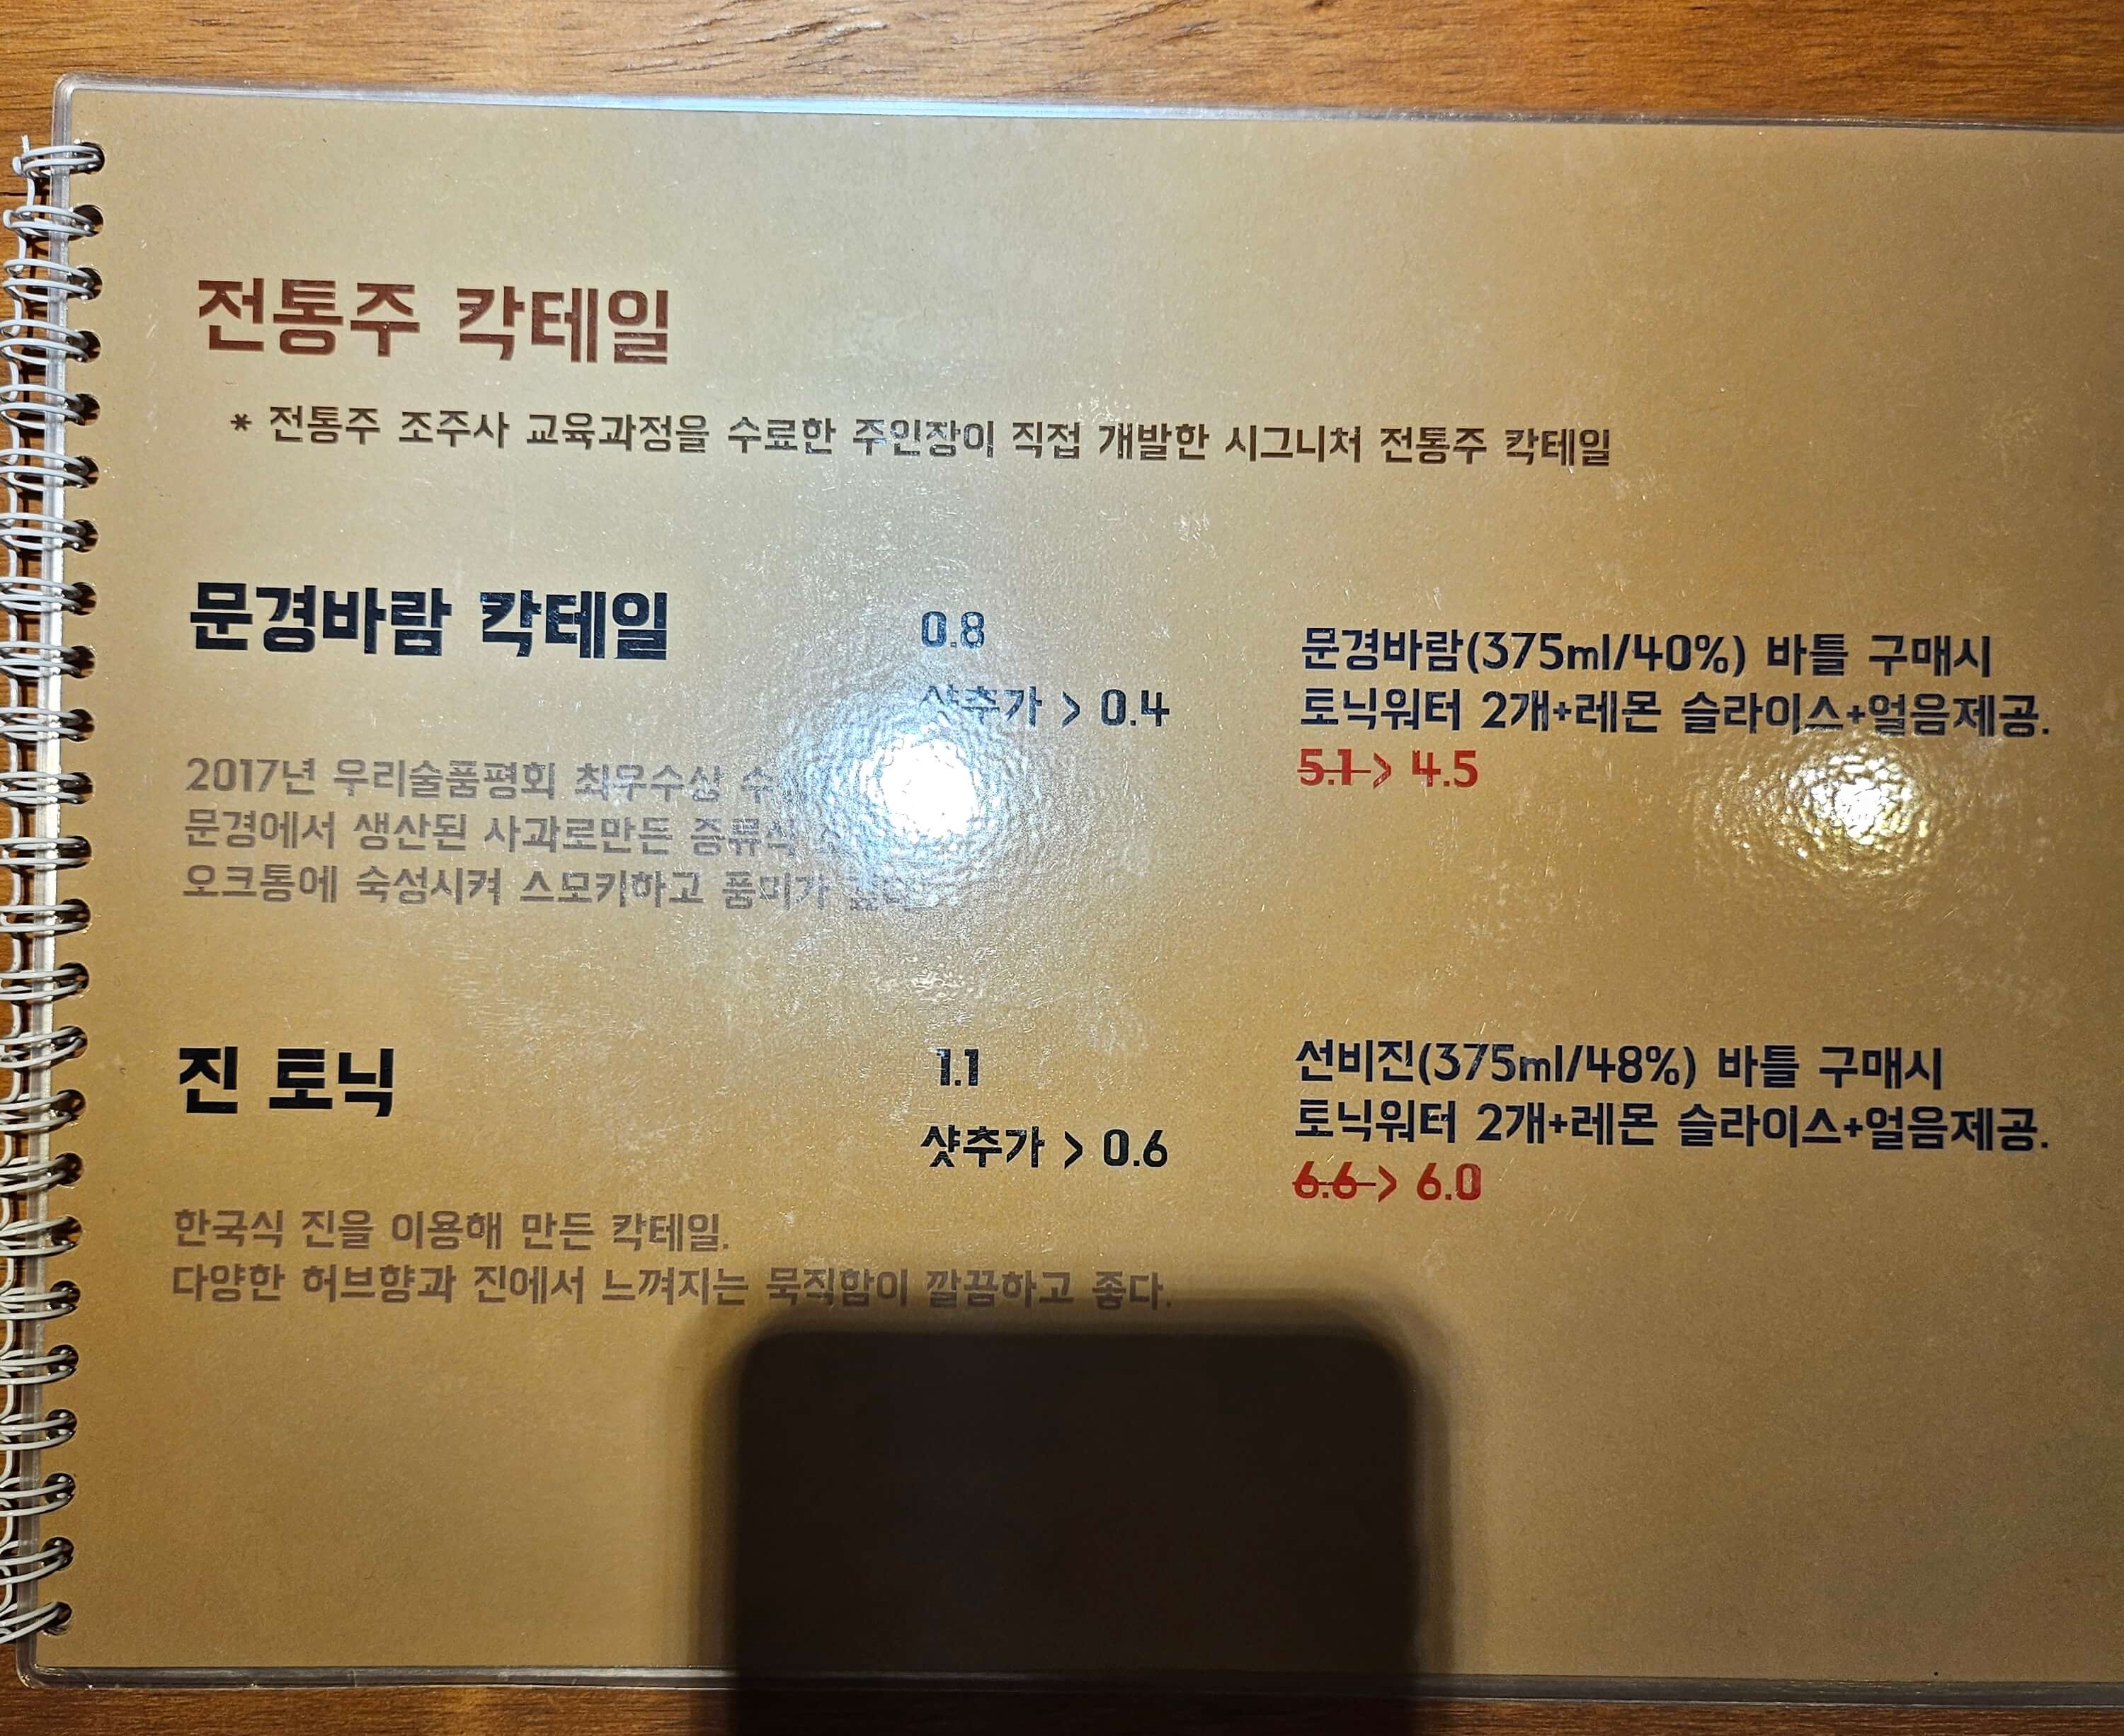 전통주 칵테일
* 전통주 조주사 교육과정을 수료한 주인장이 직접 개발한 시그니처 전통주 칵테일
문경바람 칵테일
0.8
샷추가 > 0.4
문경바람(375ml/40%) 바틀 구매시
토닉워터 2개+레몬 슬라이스+얼음제공.
5.1 > 4.5
2017년 우리술품평회 최우수상
문경에서 생산된 사과로만든 증류식
오크통에 숙성시켜 스모키하고 풍미가
진 토닉
1.1
샷추가 > 0.6
선비진(375ml/48%) 바틀 구매시
토닉워터 2개+레몬 슬라이스+얼음제공.
6.6 > 6.0
한국식 진을 이용해 만든 칵테일.
다양한 허브향과 진에서 느껴지는 묵직함이 깔끔하고 좋다.